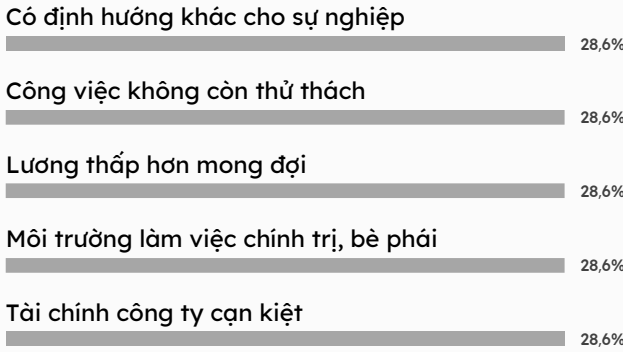 Có định hướng khác cho sự nghiệp
28,6%
Công việc không còn thử thách
28,6%
Lương thấp hơn mong đợi
28,6%
Môi trường làm việc chính trị, bè phái
28,6%
Tài chính công ty cạn kiệt
28,6%